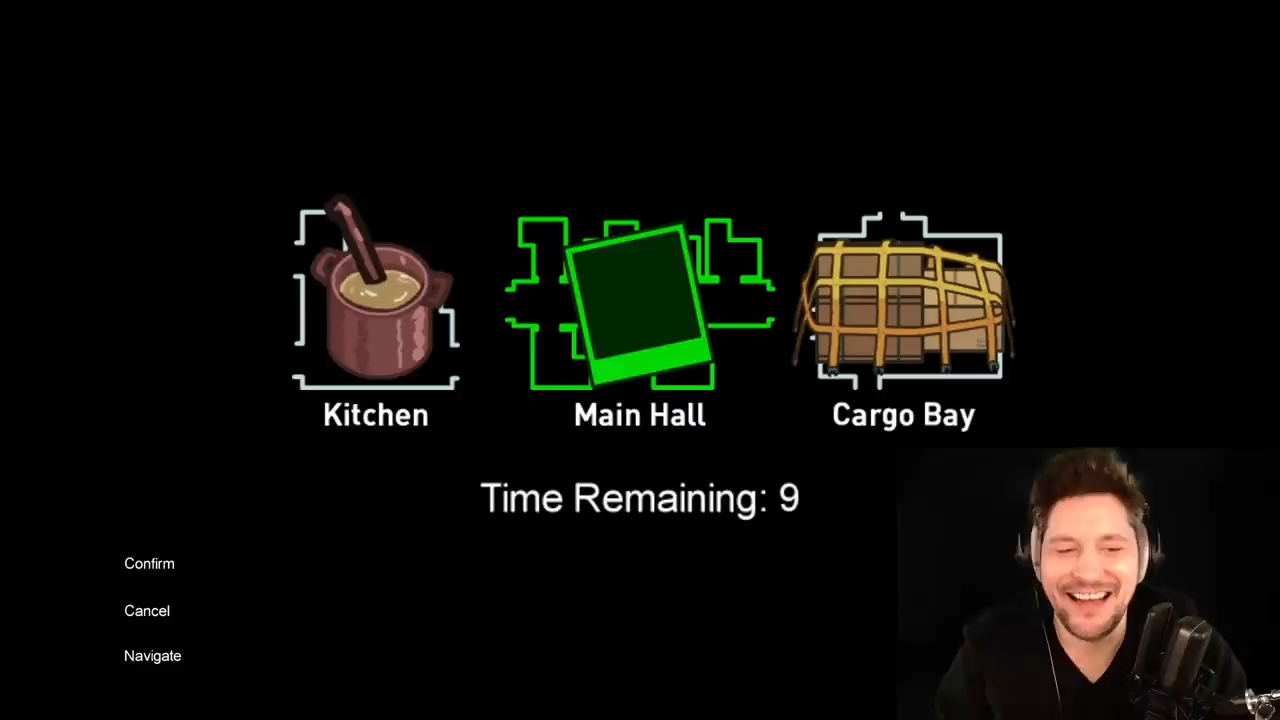 Kitchen
Main Hall
Cargo Bay
Time Remaining: 9
Confirm
Cancel
Navigate